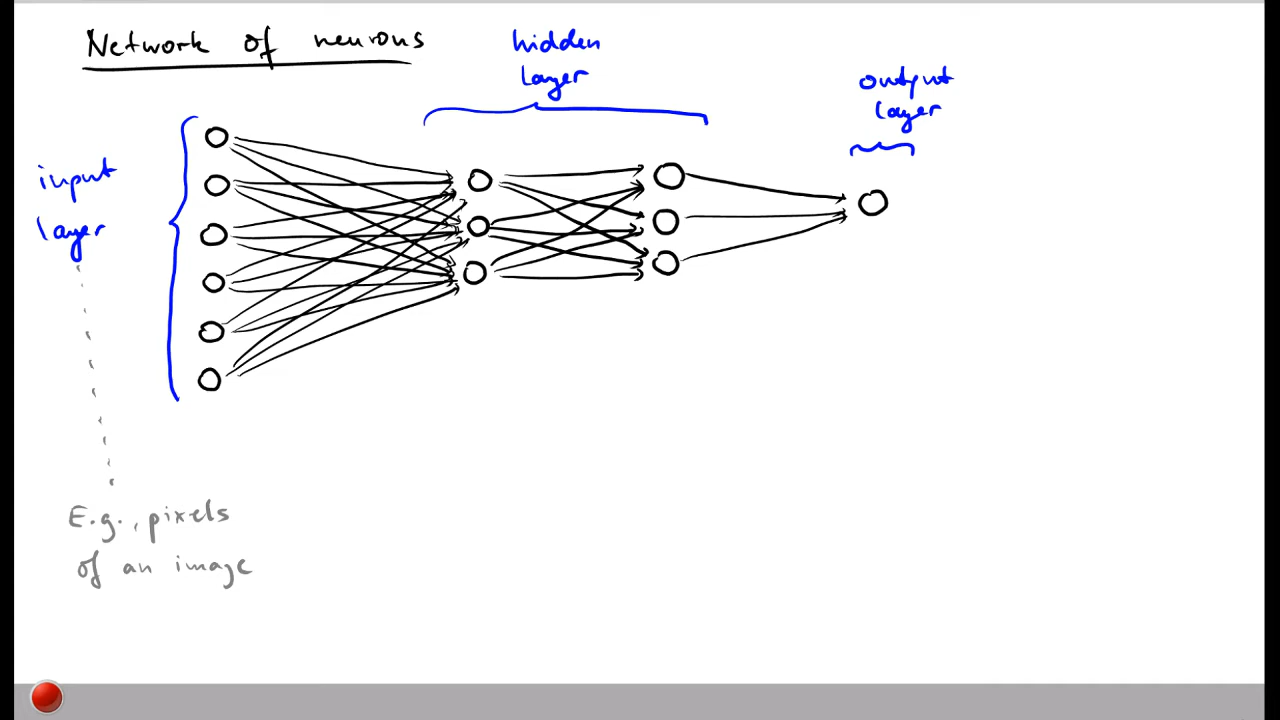 Network of neurons
hidden
layer
output
layer
input
layer
E.g., pixels
of an image